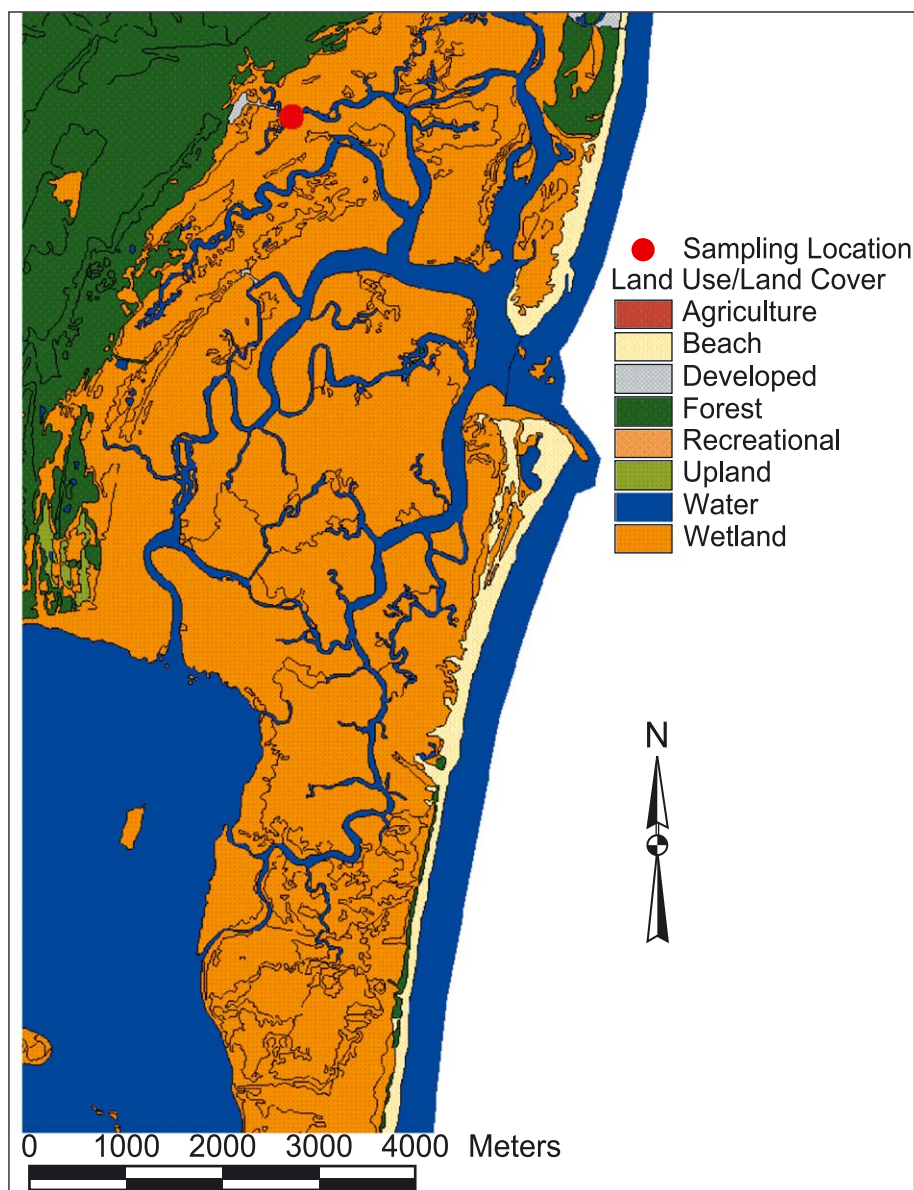 Sampling Location
Land Use/Land Cover
Agriculture
Beach
Developed
Forest
Recreational
Upland
Water
Wetland
N
0 1000 2000 3000 4000 Meters